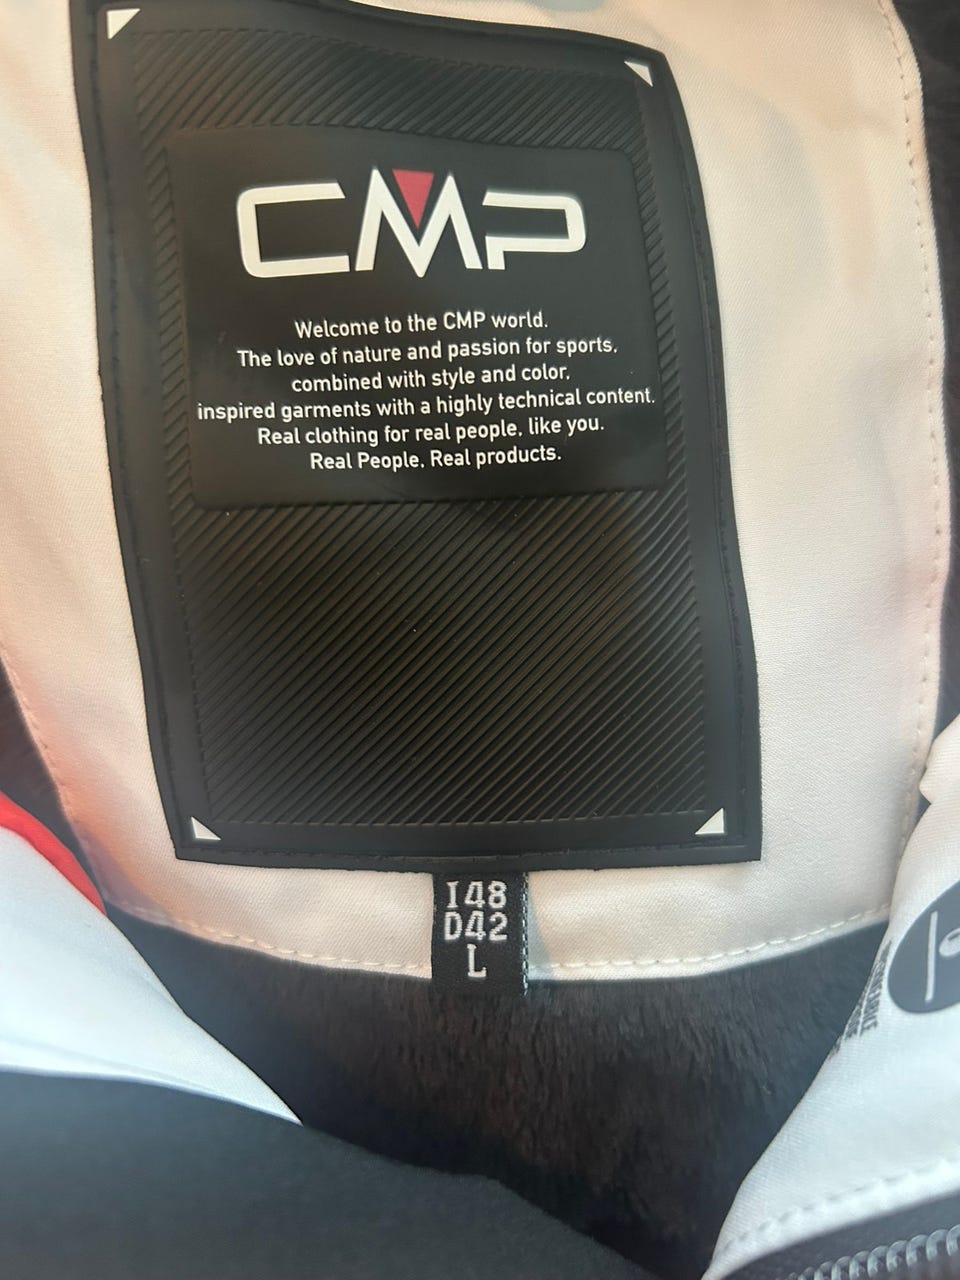 CMP
Welcome to the CMP world.
The love of nature and passion for sports,
combined with style and color,
inspired garments with a highly technical content.
Real clothing for real people, like you.
Real People, Real products.
I48
D42
L